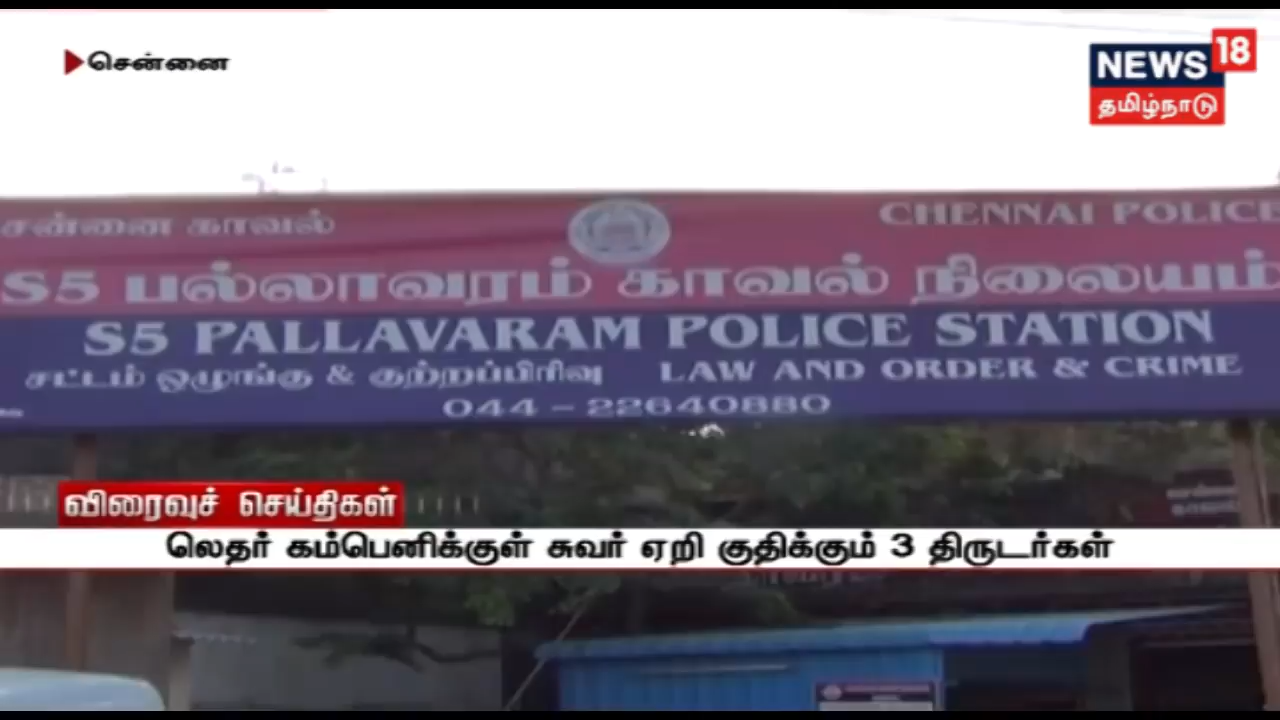 சென்னை
NEWS 18
தமிழ்நாடு
சென்னை காவல் CHENNAI POLICE
S5 பல்லாவரம் காவல் நிலையம்
S5 PALLAVARAM POLICE STATION
சட்டம் ஒழுங்கு & குற்றப்பிரிவு LAW AND ORDER & CRIME
044 – 22640880
விரைவுச் செய்திகள்
லெதர் கம்பெனிக்குள் சுவர் ஏறி குதிக்கும் 3 திருடர்கள்